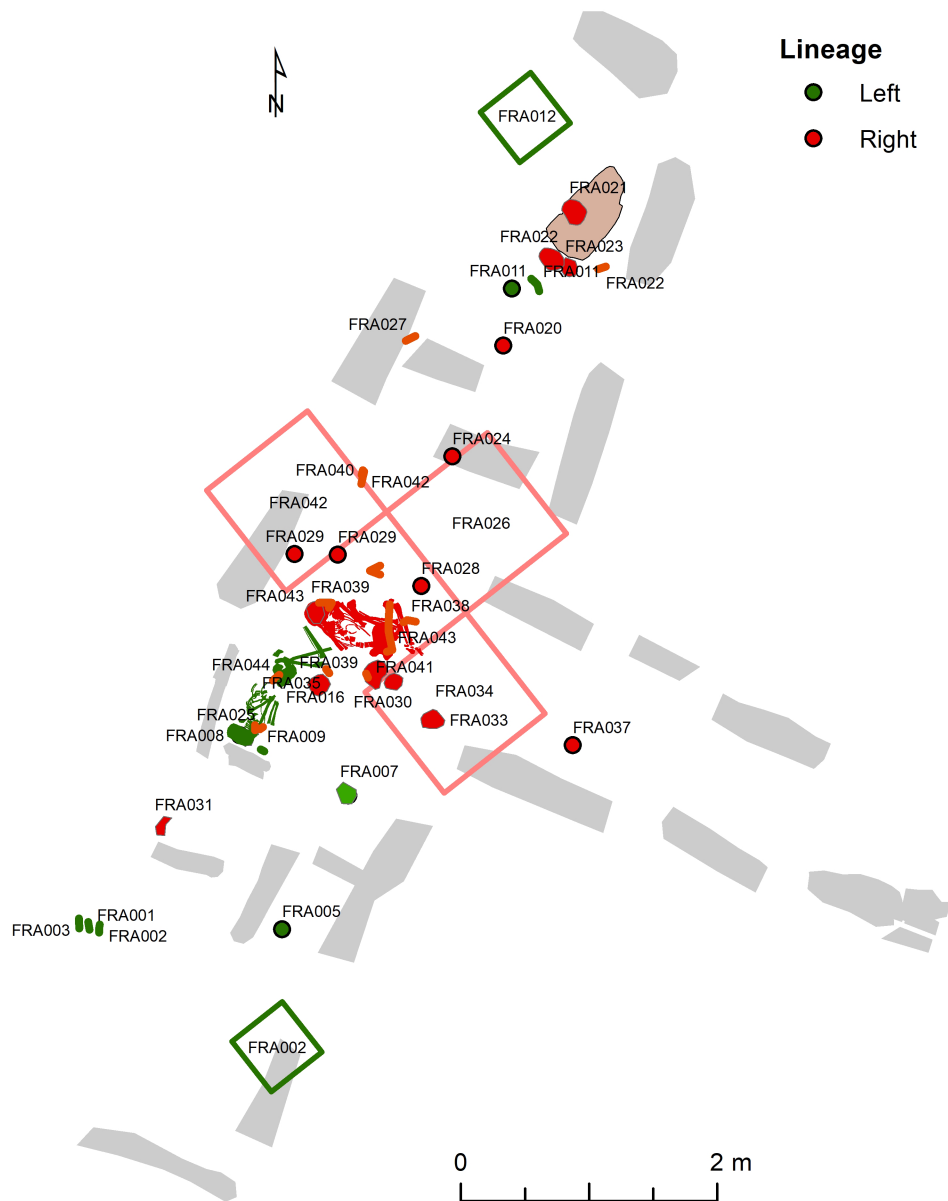 Lineage
Left
Right
N
FRA012
FRA021
FRA022
FRA023
FRA011
FRA011
FRA022
FRA027
FRA020
FRA024
FRA040
FRA042
FRA042
FRA026
FRA029
FRA029
FRA028
FRA043
FRA039
FRA038
FRA043
FRA044
FRA039
FRA041
FRA035
FRA016
FRA030
FRA034
FRA025
FRA033
FRA008
FRA009
FRA037
FRA007
FRA031
FRA001
FRA003
FRA002
FRA005
FRA002
0
2 m